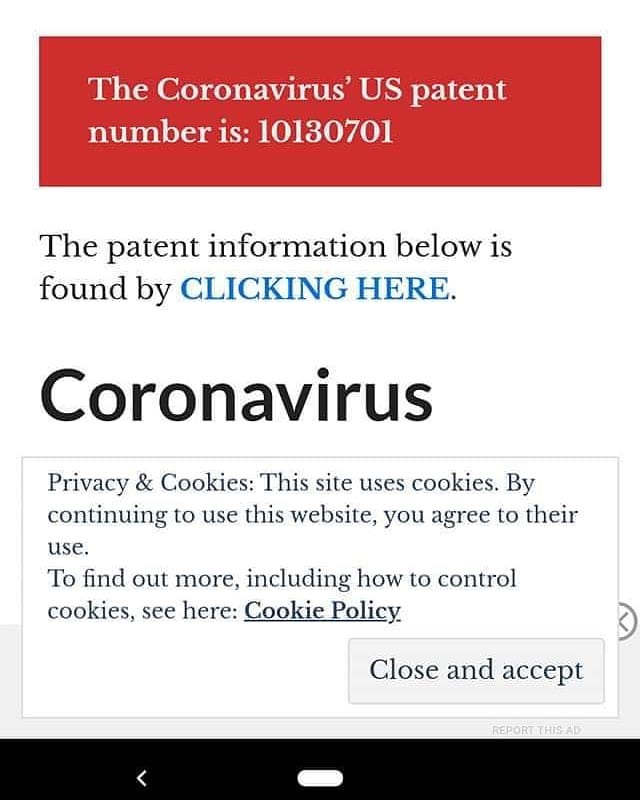 The Coronavirus’ US patent
number is: 10130701
The patent information below is
found by CLICKING HERE.
Coronavirus
Privacy & Cookies: This site uses cookies. By
continuing to use this website, you agree to their
use.
To find out more, including how to control
cookies, see here: Cookie Policy
Close and accept
REPORT THIS AD